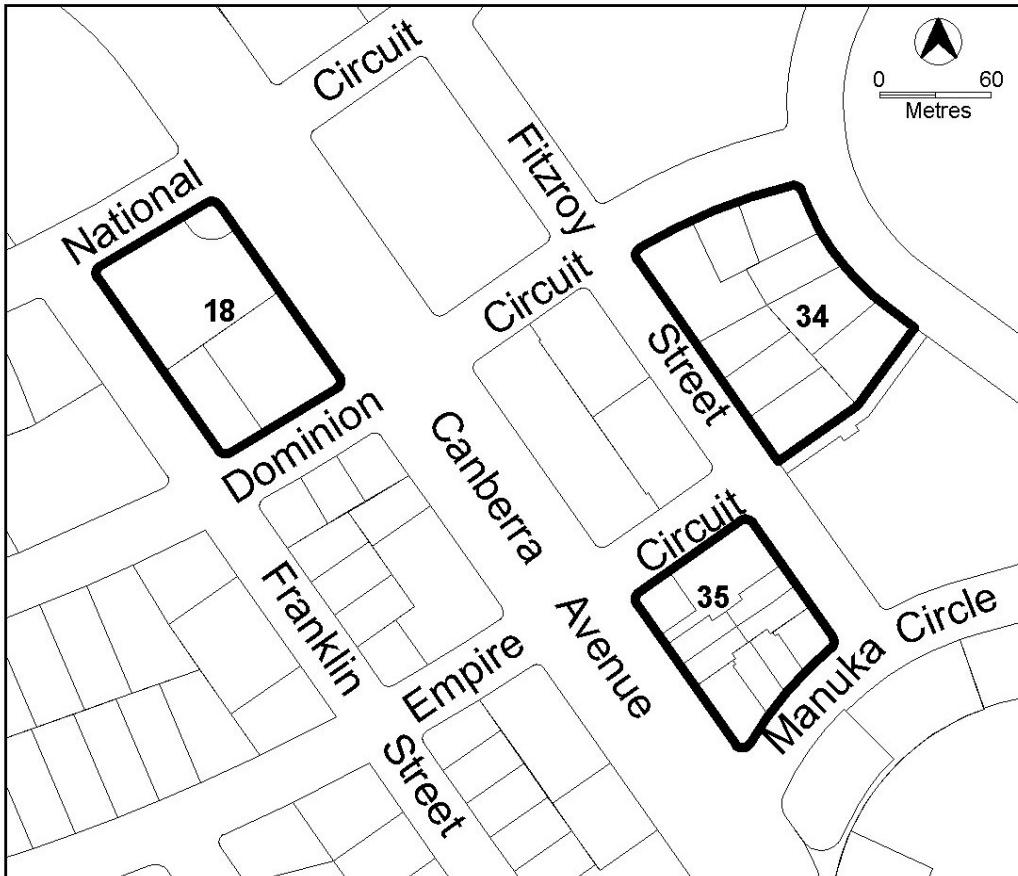 Circuit
0 60
Metres
Fitzroy
National
18
Circuit
34
Street
Dominion
Canberra
Circuit
35
Franklin
Avenue
Circle
Empire
Manuka
Street